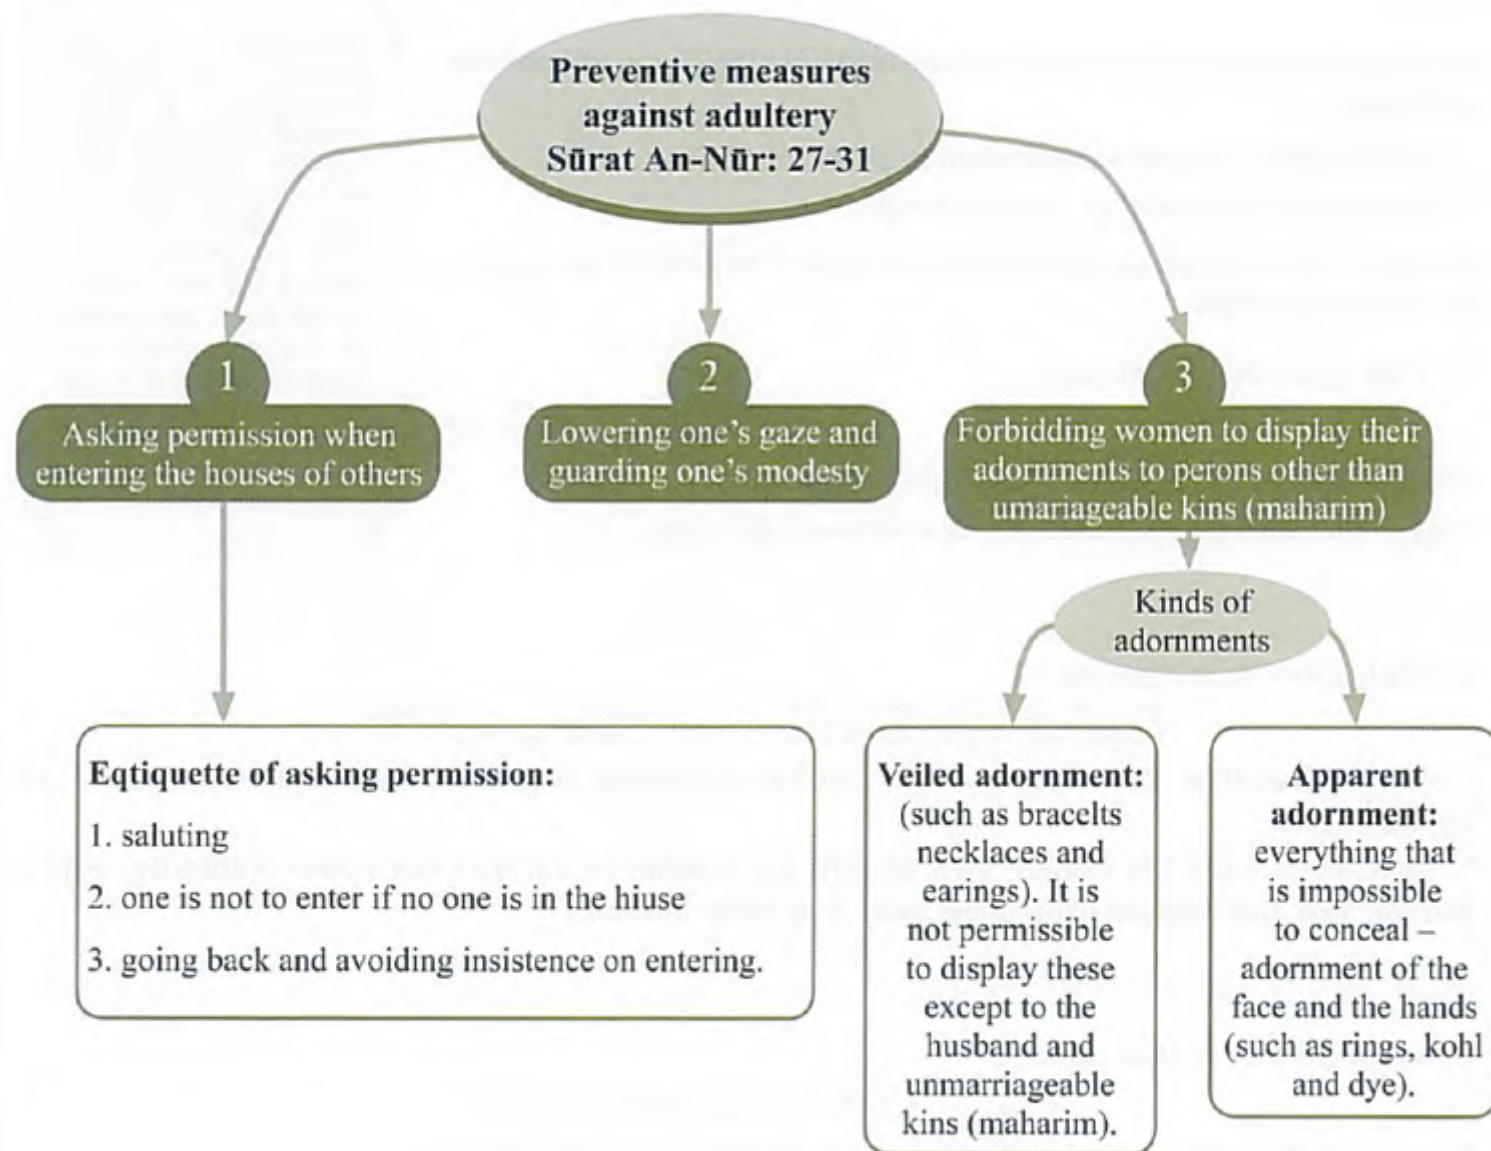 Preventive measures
against adultery
Sūrat An-Nūr: 27-31
1
Asking permission when
entering the houses of others
2
Lowering one's gaze and
guarding one's modesty
3
Forbidding women to display their
adornments to perons other than
umariageable kins (maharim)
Kinds of
adornments
Eqtiquette of asking permission:
1. saluting
2. one is not to enter if no one is in the hiuse
3. going back and avoiding insistence on entering.
Veiled adornment:
(such as bracelts
necklaces and
earings). It is
not permissible
to display these
except to the
husband and
unmarriageable
kins (maharim).
Apparent
adornment:
everything that
is impossible
to conceal –
adornment of the
face and the hands
(such as rings, kohl
and dye).